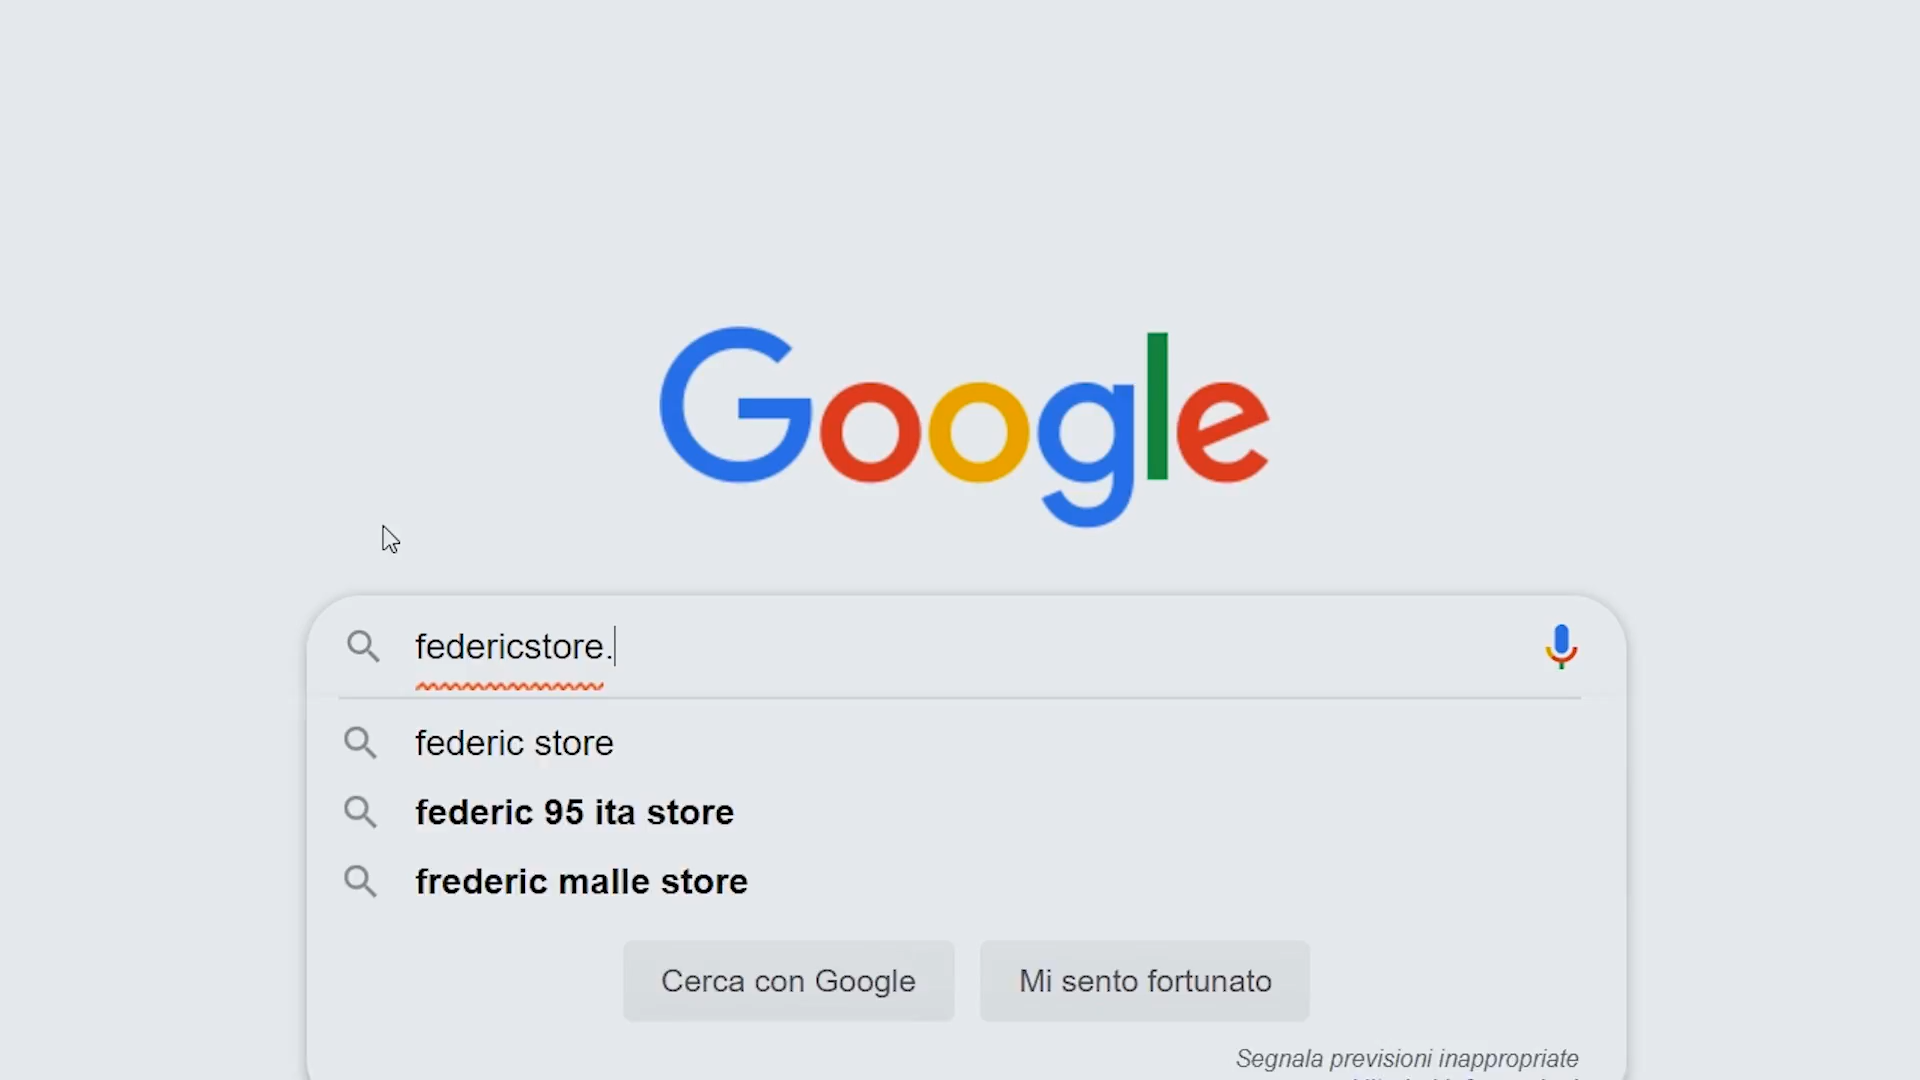 Google
federicstore.
federic store
federic 95 ita store
frederic malle store
Cerca con Google
Mi sento fortunato
Segnala previsioni inappropriate